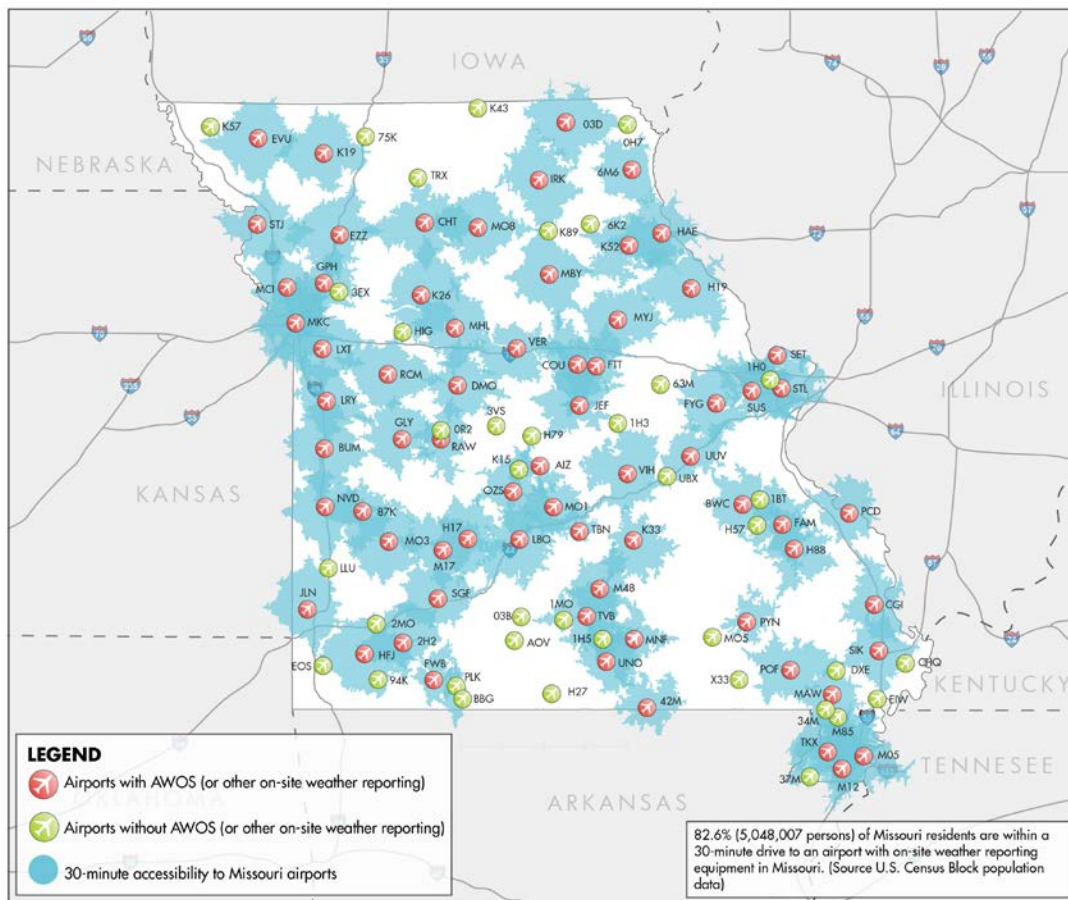 IOWA
NEBRASKA
KANSAS
ILLINOIS
KENTUCKY
TENNESSEE
ARKANSAS
OKLAHOMA
K43
K57
EVU
K19
75K
03D
0H7
TRX
IRK
6M6
STJ
EZZ
CHT
MO8
K89
6K2
K52
HAE
GPH
MCI
3EX
K26
MBY
H19
MKC
HIG
MHL
MYJ
LXT
VER
COU
FTT
SET
1H0
RCM
DMO
63M
STL
SUS
FYG
LRY
JEF
3VS
1H3
GLY
0R2
RAW
H79
BUM
K15
AIZ
VIH
UUV
UBX
OZS
NVD
87K
MO1
BWC
1BT
PCD
H57
FAM
MO3
H17
M17
LBO
TBN
K33
H88
LLU
JLN
SGF
M48
CGI
2MO
03B
1MO
TVB
PYN
2H2
AOV
1H5
MNF
MO5
SIK
HFJ
UNO
EOS
FWB
POF
DXE
CHQ
94K
PLK
X33
BBG
H27
MAW
EIW
42M
34M
M85
TKX
M05
37M
M12
LEGEND
Airports with AWOS (or other on-site weather reporting)
Airports without AWOS (or other on-site weather reporting)
30-minute accessibility to Missouri airports
82.6% (5,048,007 persons) of Missouri residents are within a
30-minute drive to an airport with on-site weather reporting
equipment in Missouri. (Source U.S. Census Block population
data)